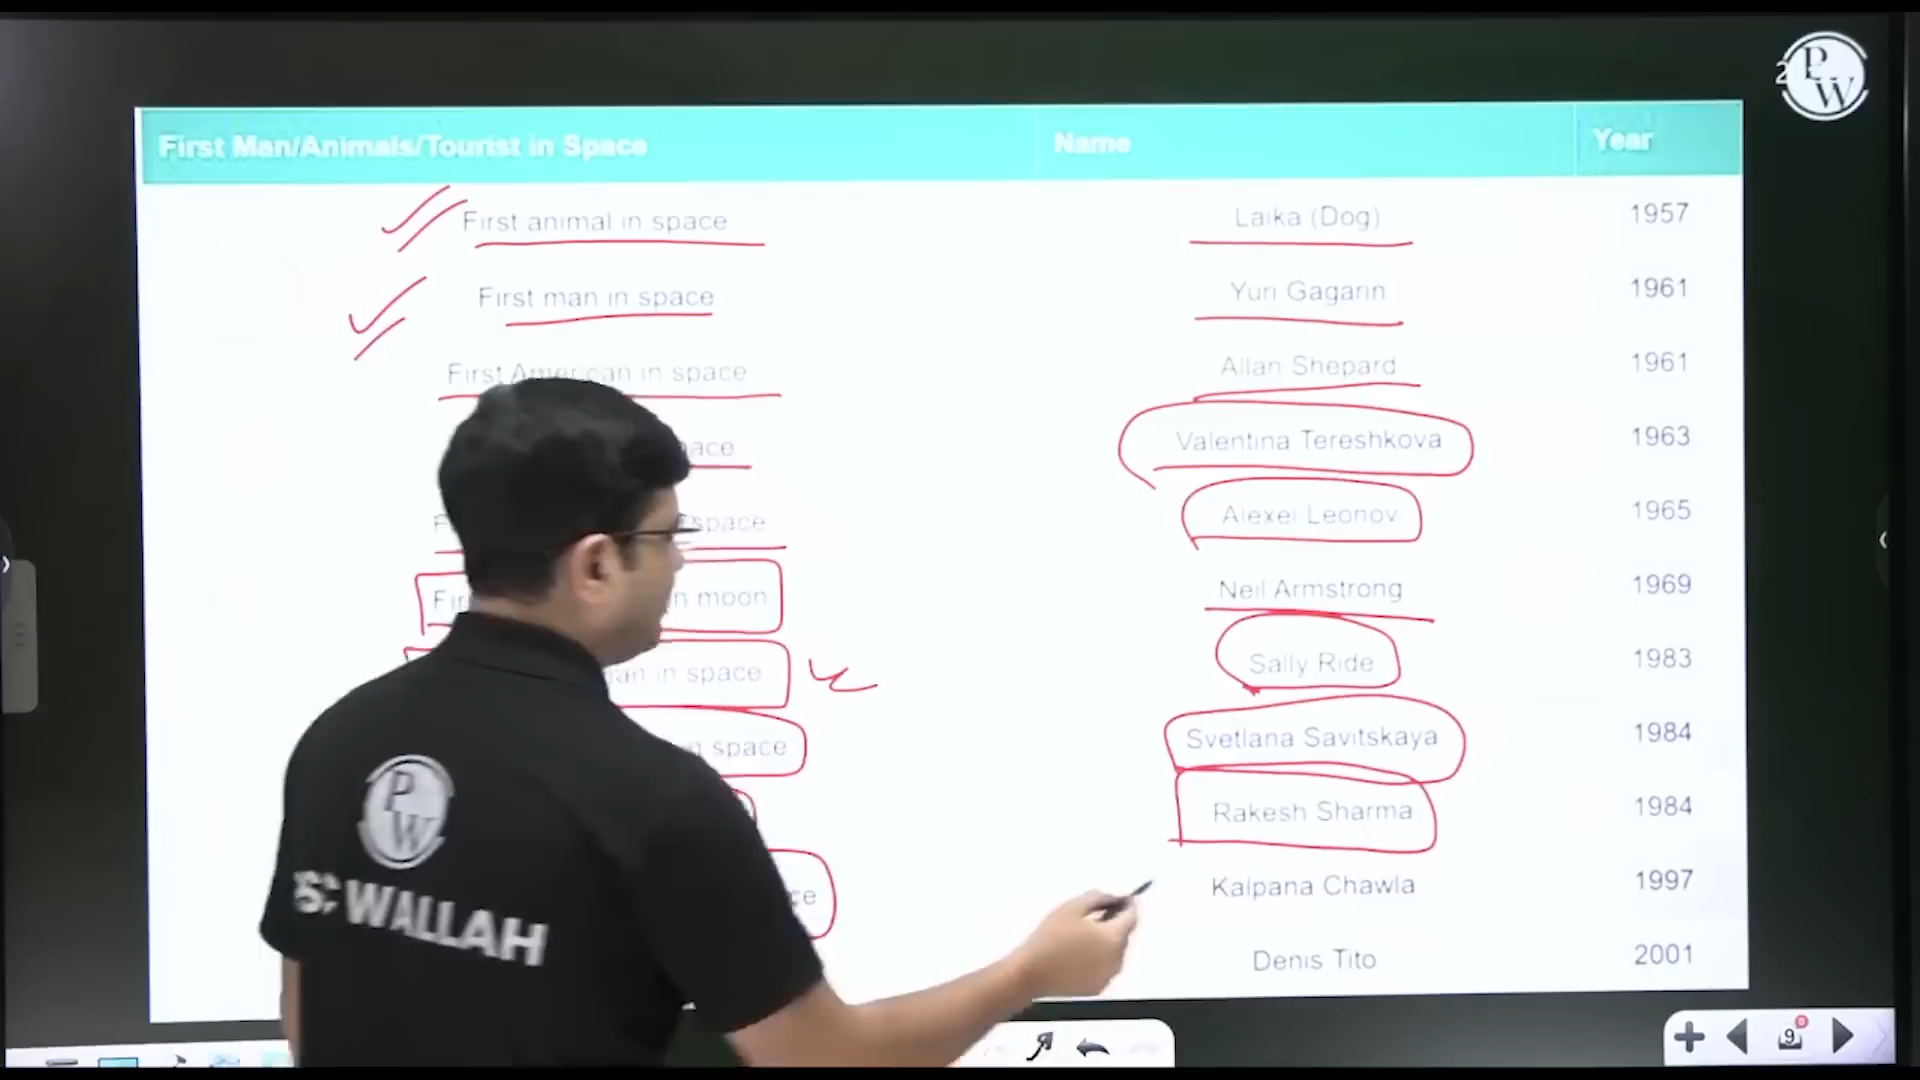 PW
First Man/Animals/Tourist in Space Name Year
First animal in space Laika (Dog) 1957
First man in space Yuri Gagarin 1961
First American in space Allan Shepard 1961
Valentina Tereshkova 1963
space Alexei Leonov 1965
moon Neil Armstrong 1969
in space Sally Ride 1983
space Svetlana Savitskaya 1984
Rakesh Sharma 1984
Kalpana Chawla 1997
Denis Tito 2001
PW
WALLAH
9